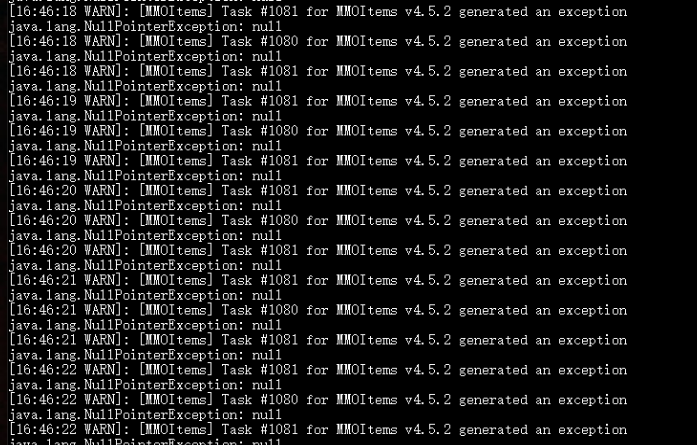 [16:46:18 WARN]: [MMOItems] Task #1081 for MMOItems v4.5.2 generated an exception
java.lang.NullPointerException: null
[16:46:18 WARN]: [MMOItems] Task #1080 for MMOItems v4.5.2 generated an exception
java.lang.NullPointerException: null
[16:46:18 WARN]: [MMOItems] Task #1081 for MMOItems v4.5.2 generated an exception
java.lang.NullPointerException: null
[16:46:19 WARN]: [MMOItems] Task #1081 for MMOItems v4.5.2 generated an exception
java.lang.NullPointerException: null
[16:46:19 WARN]: [MMOItems] Task #1080 for MMOItems v4.5.2 generated an exception
java.lang.NullPointerException: null
[16:46:19 WARN]: [MMOItems] Task #1081 for MMOItems v4.5.2 generated an exception
java.lang.NullPointerException: null
[16:46:20 WARN]: [MMOItems] Task #1081 for MMOItems v4.5.2 generated an exception
java.lang.NullPointerException: null
[16:46:20 WARN]: [MMOItems] Task #1080 for MMOItems v4.5.2 generated an exception
java.lang.NullPointerException: null
[16:46:20 WARN]: [MMOItems] Task #1081 for MMOItems v4.5.2 generated an exception
java.lang.NullPointerException: null
[16:46:21 WARN]: [MMOItems] Task #1081 for MMOItems v4.5.2 generated an exception
java.lang.NullPointerException: null
[16:46:21 WARN]: [MMOItems] Task #1080 for MMOItems v4.5.2 generated an exception
java.lang.NullPointerException: null
[16:46:21 WARN]: [MMOItems] Task #1081 for MMOItems v4.5.2 generated an exception
java.lang.NullPointerException: null
[16:46:22 WARN]: [MMOItems] Task #1081 for MMOItems v4.5.2 generated an exception
java.lang.NullPointerException: null
[16:46:22 WARN]: [MMOItems] Task #1080 for MMOItems v4.5.2 generated an exception
java.lang.NullPointerException: null
[16:46:22 WARN]: [MMOItems] Task #1081 for MMOItems v4.5.2 generated an exception
java.lang.NullPointerException: null